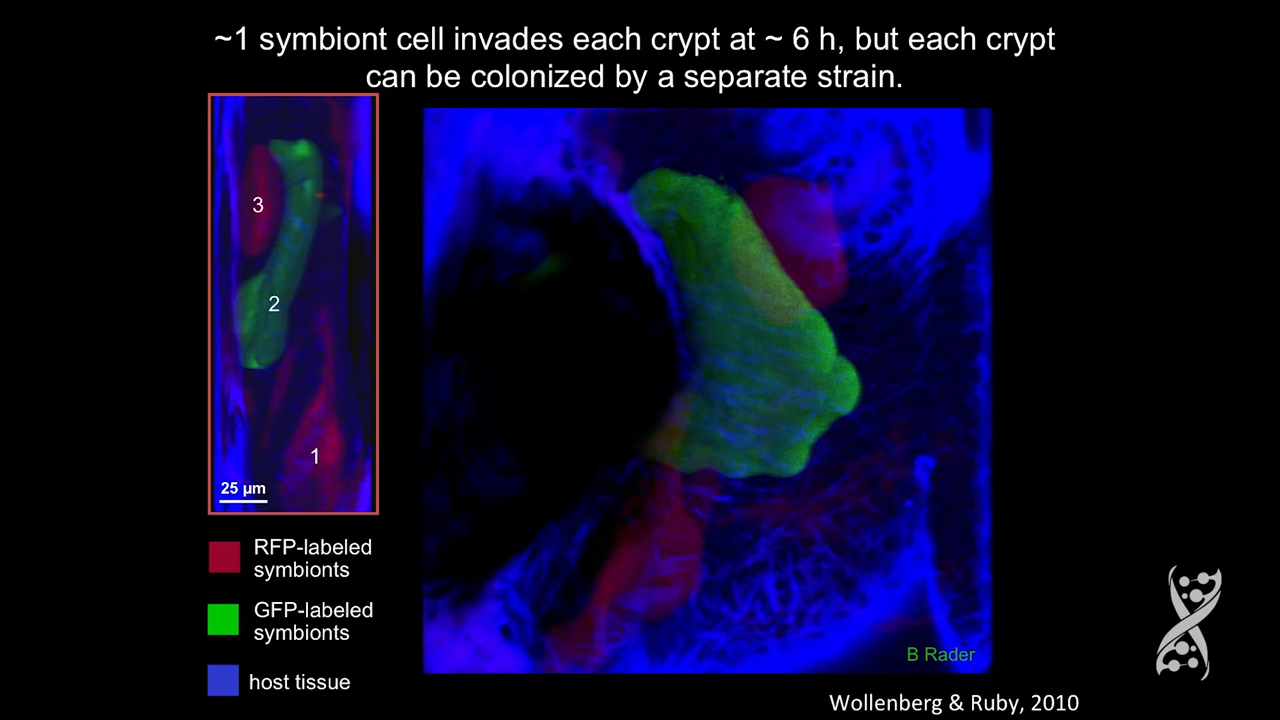 ~1 symbiont cell invades each crypt at ~ 6 h, but each crypt
can be colonized by a separate strain.
3
2
1
25 µm
RFP-labeled
symbionts
GFP-labeled
symbionts
host tissue
B Rader
Wollenberg & Ruby, 2010